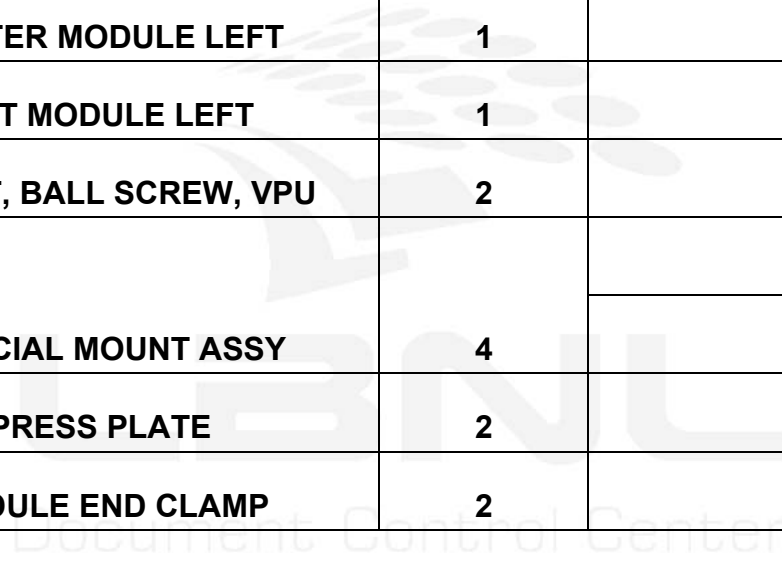 TER MODULE LEFT 1
T MODULE LEFT 1
, BALL SCREW, VPU 2
CIAL MOUNT ASSY 4
PRESS PLATE 2
DULE END CLAMP 2
LBNL
Document Control Center